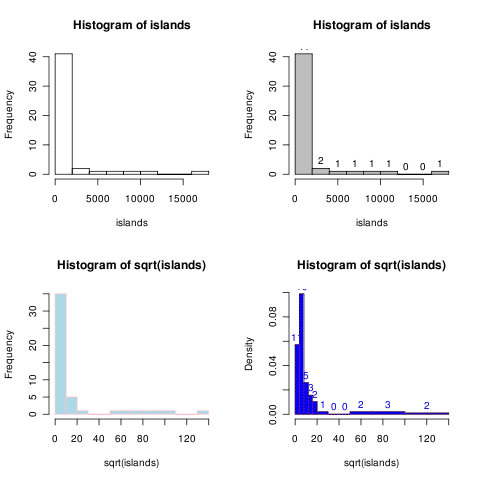 Histogram of islands
Frequency
0 10 20 30 40
0 5000 10000 15000
islands
Histogram of islands
Frequency
0 10 20 30 40
2 1 1 1 1 0 0 1
0 5000 10000 15000
islands
Histogram of sqrt(islands)
Frequency
0 5 10 20 30
0 20 40 60 80 120
sqrt(islands)
Histogram of sqrt(islands)
Density
0.00 0.04 0.08
5 3 2 1 0 0 2 3 2
0 20 40 60 80 120
sqrt(islands)